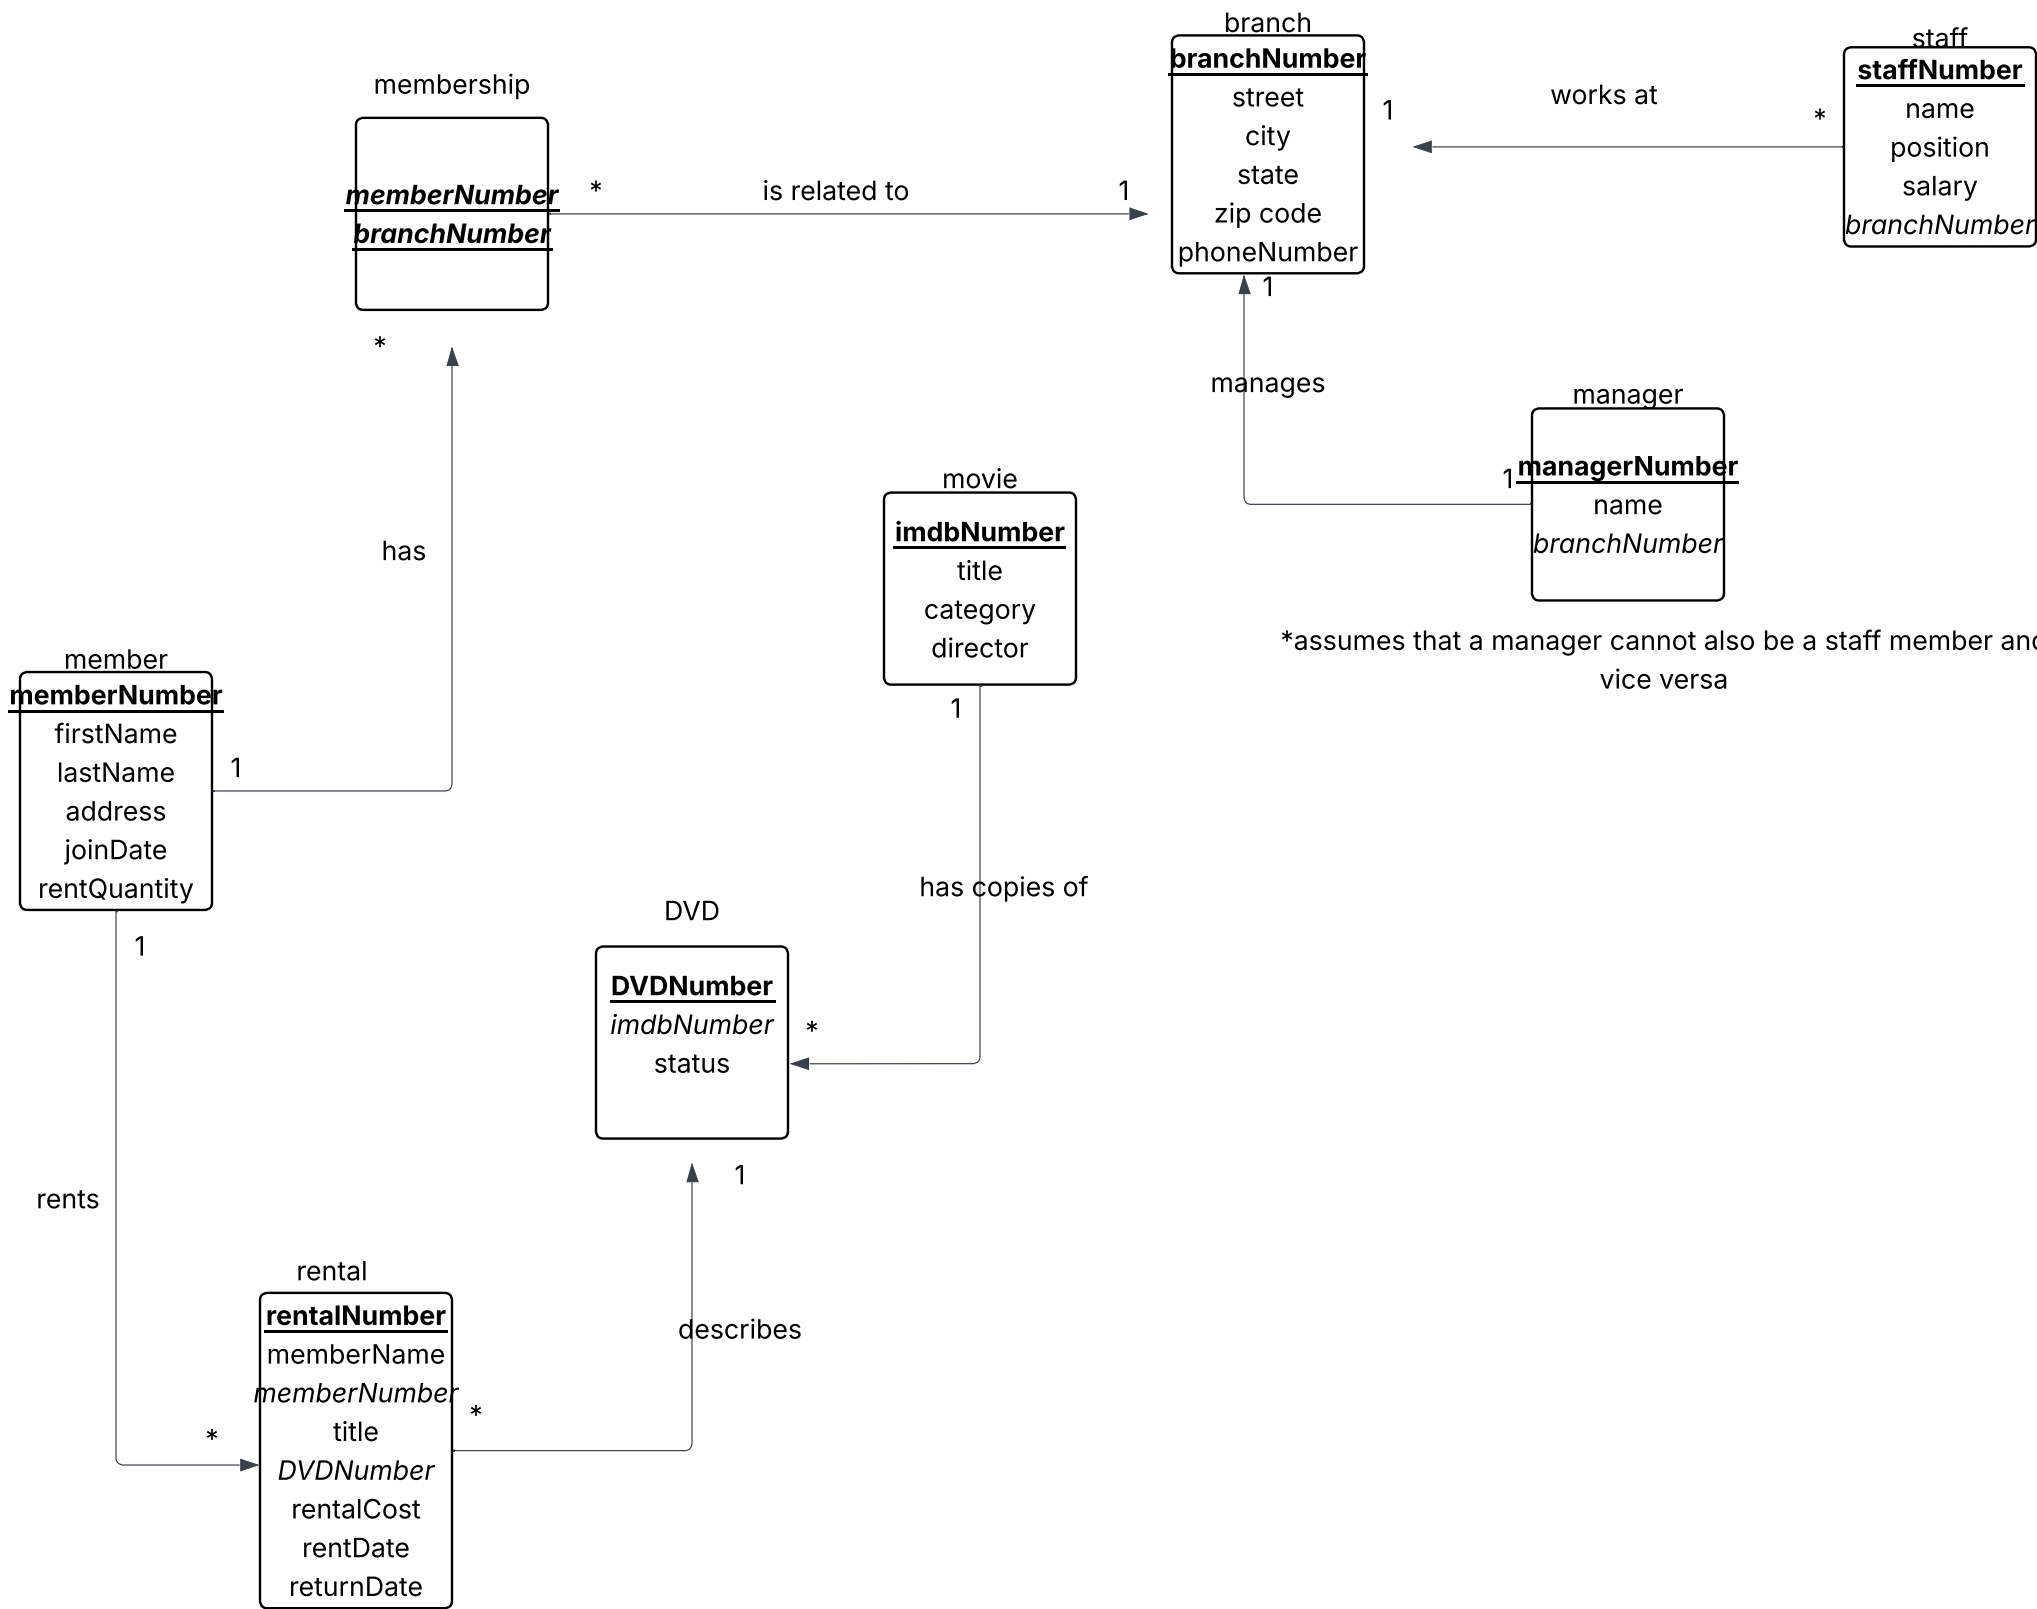 branch
branchNumber
street
city
state
zip code
phoneNumber
staff
staffNumber
name
position
salary
branchNumber
works at
1
*
membership
memberNumber
branchNumber
*
is related to
1
*
1
manages
manager
1
managerNumber
name
branchNumber
*assumes that a manager cannot also be a staff member and
vice versa
has
movie
imdbNumber
title
category
director
1
member
memberNumber
firstName
lastName
address
joinDate
rentQuantity
1
1
has copies of
DVD
DVDNumber
imdbNumber
status
*
1
rents
describes
rental
rentalNumber
memberName
memberNumber
title
DVDNumber
rentalCost
rentDate
returnDate
*
*